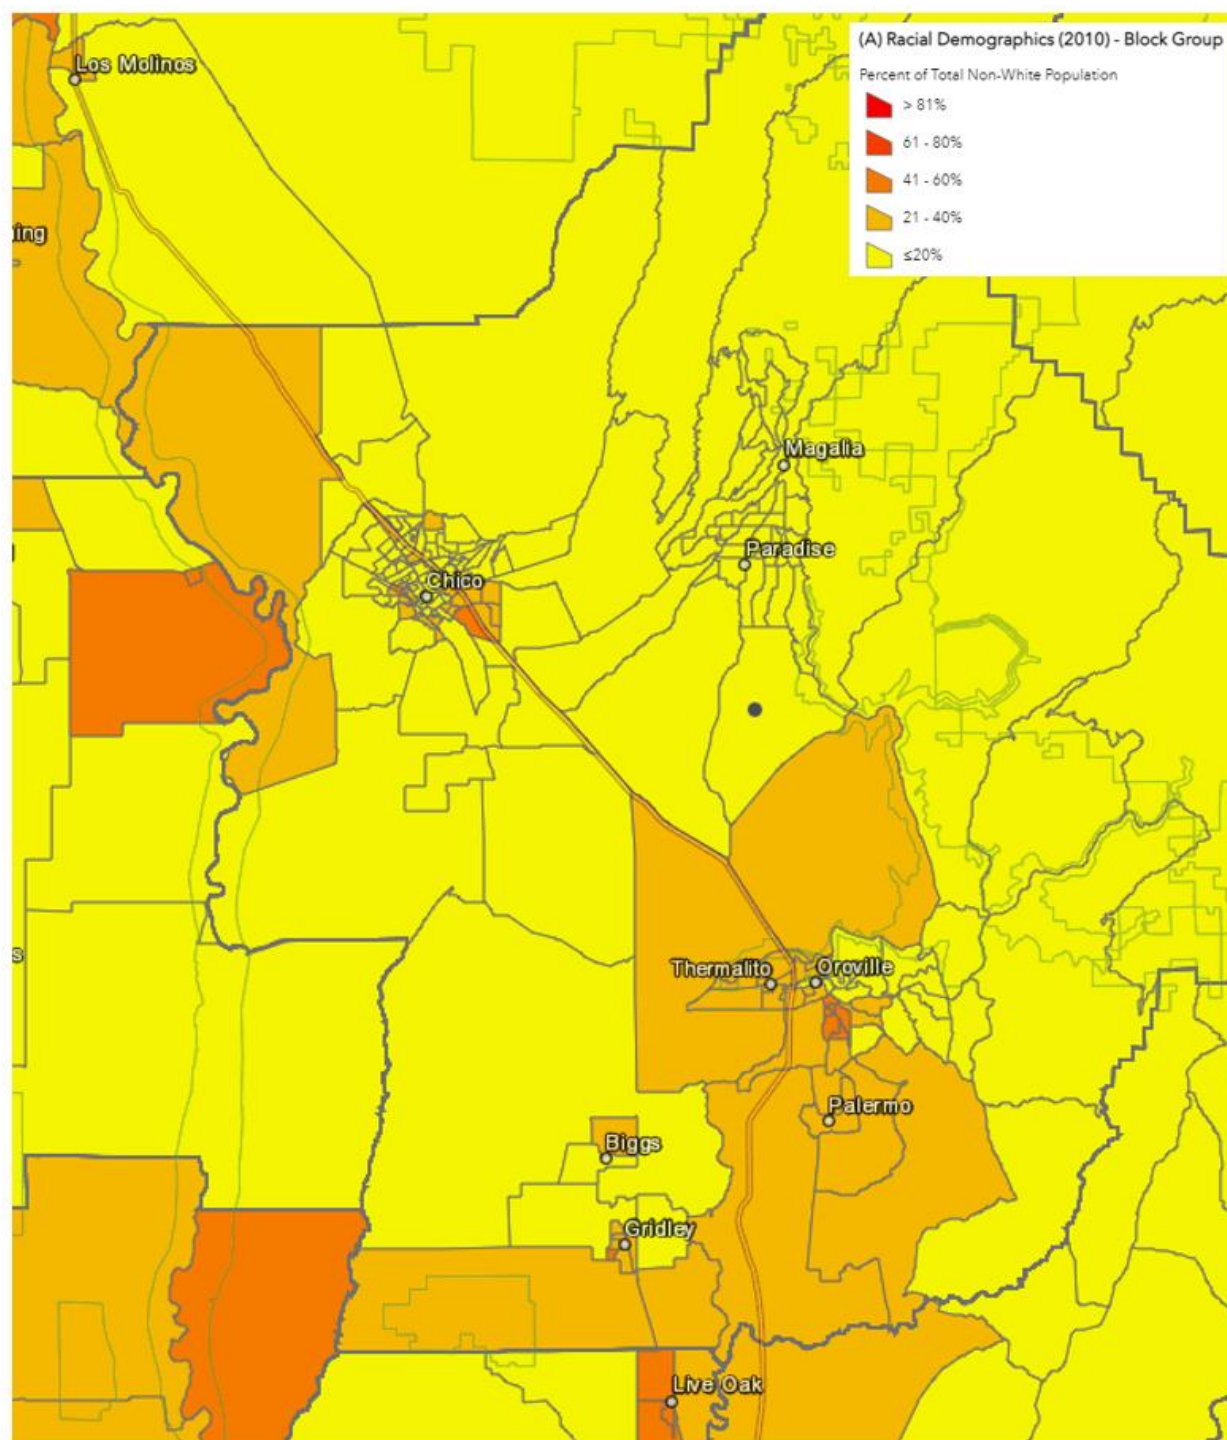 (A) Racial Demographics (2010) - Block Group
Percent of Total Non-White Population
> 81%
61 - 80%
41 - 60%
21 - 40%
≤20%
Los Molinos
ing
Magalia
Paradise
Chico
s
Thermalito
Oroville
Palermo
Biggs
Gridley
Live Oak